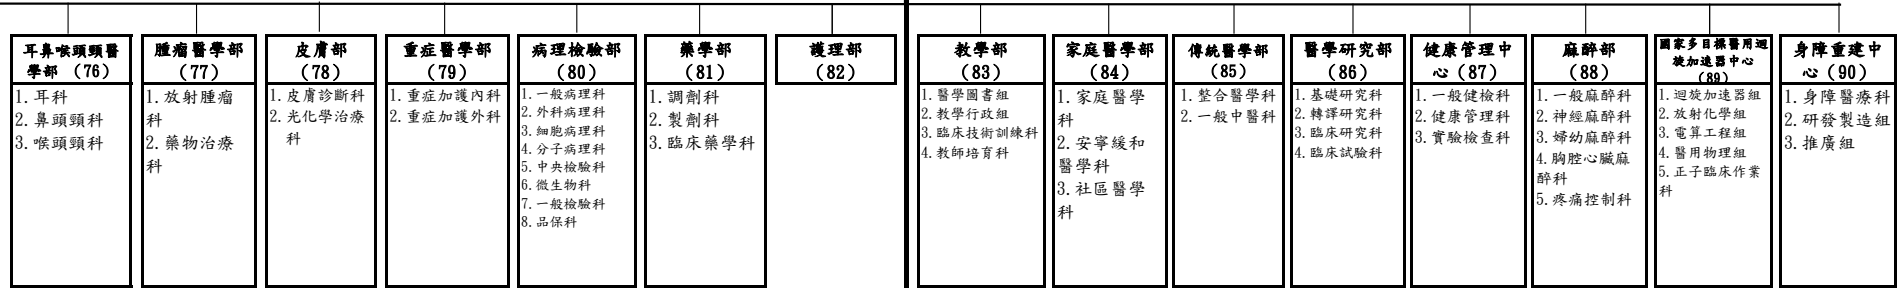 耳鼻喉頭頸醫
學部 （76）
1.耳科
2.鼻頭頸科
3.喉頭頸科
腫瘤醫學部
（77）
1.放射腫瘤
科
2.藥物治療
科
皮膚部
（78）
1.皮膚診斷科
2.光化學治療
科
重症醫學部
（79）
1.重症加護內科
2.重症加護外科
病理檢驗部
（80）
1.一般病理科
2.外科病理科
3.細胞病理科
4.分子病理科
5.中央檢驗科
6.微生物科
7.一般檢驗科
8.品保科
藥學部
（81）
1.調劑科
2.製劑科
3.臨床藥學科
護理部
（82）
教學部
（83）
1.醫學圖書組
2.教學行政組
3.臨床技術訓練科
4.教師培育科
家庭醫學部
（84）
1.家庭醫學
科
2.安寧緩和
醫學科
3.社區醫學
科
傳統醫學部
（85）
1.整合醫學科
2.一般中醫科
醫學研究部
（86）
1.基礎研究科
2.轉譯研究科
3.臨床研究科
4.臨床試驗科
健康管理中
心（87）
1.一般健檢科
2.健康管理科
3.實驗檢查科
麻醉部
（88）
1.一般麻醉科
2.神經麻醉科
3.婦幼麻醉科
4.胸腔心臟麻
醉科
5.疼痛控制科
國家多目標醫用迴
旋加速器中心
（89）
1.迴旋加速器組
2.放射化學組
3.電算工程組
4.醫用物理組
5.正子臨床作業
科
身障重建中
心（90）
1.身障醫療科
2.研發製造組
3.推廣組